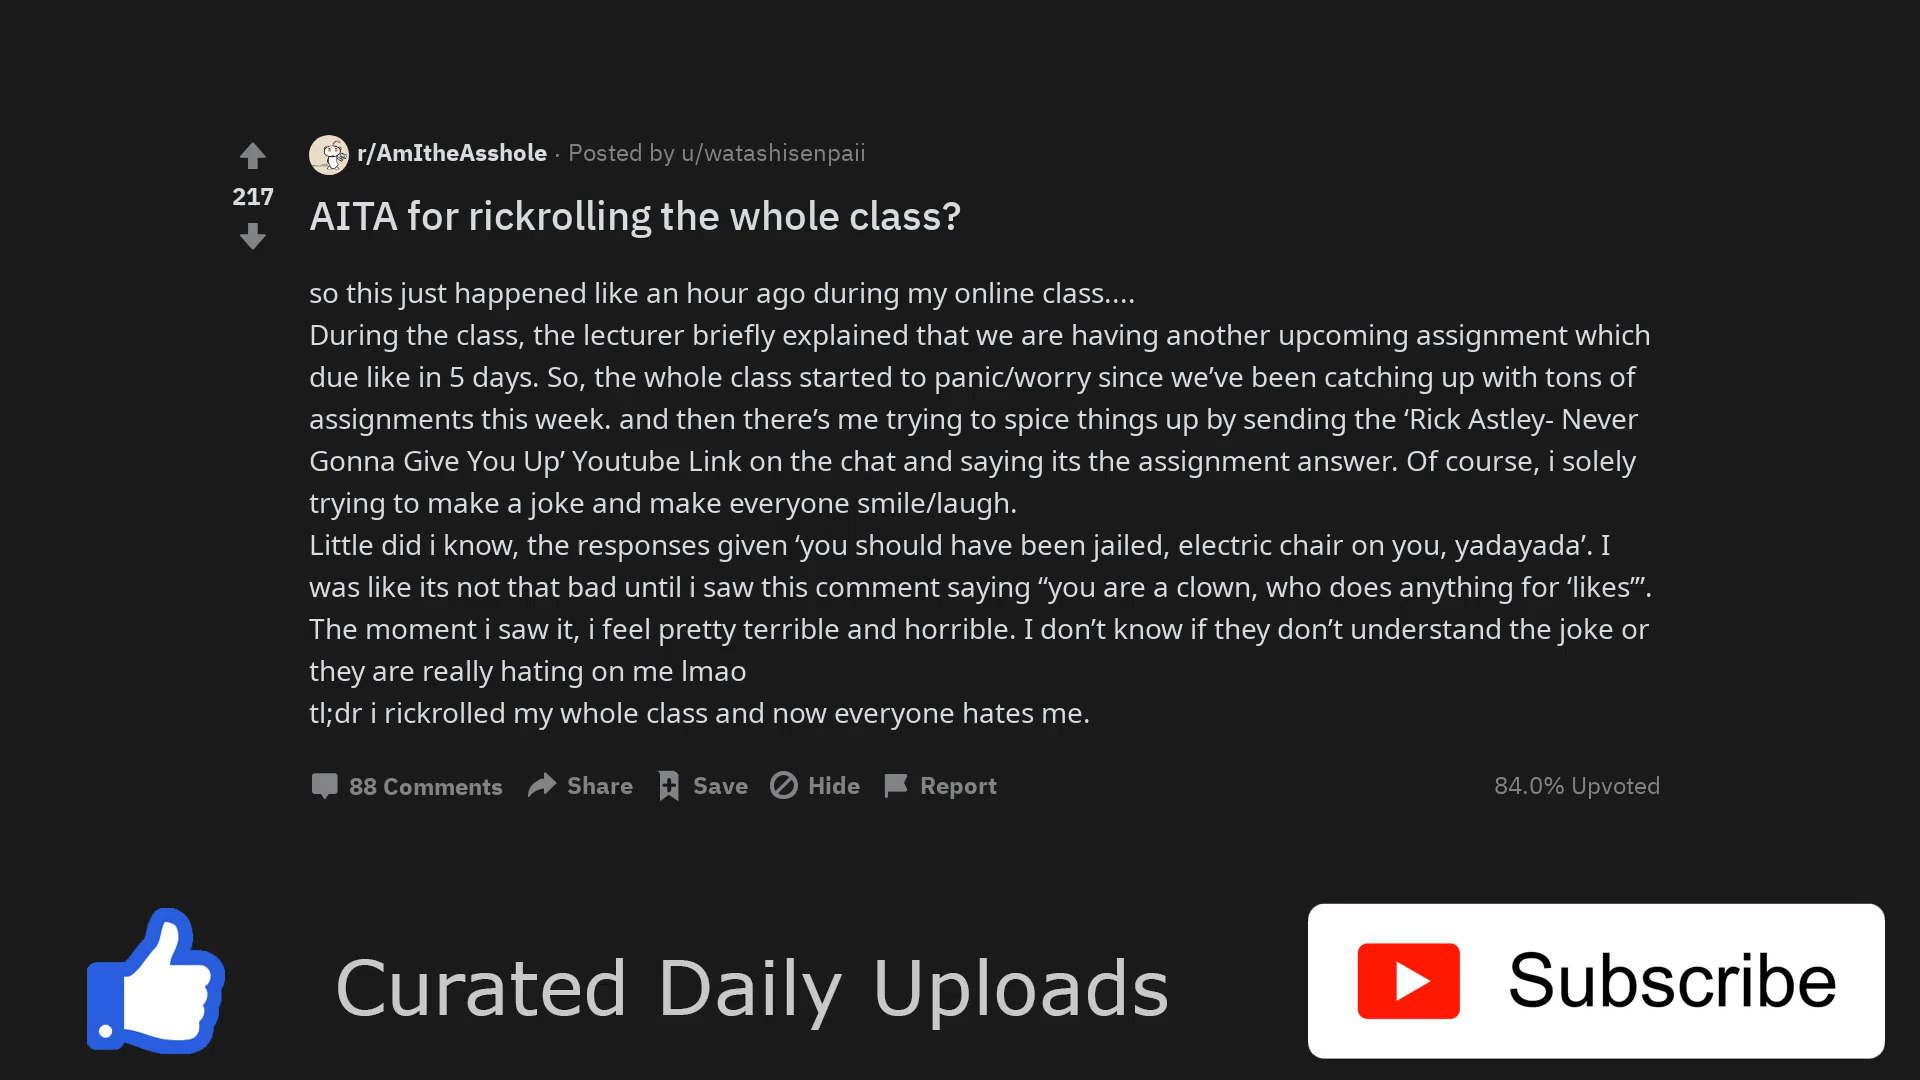 r/AmItheAsshole · Posted by u/watashisenpaii
217
AITA for rickrolling the whole class?
so this just happened like an hour ago during my online class....
During the class, the lecturer briefly explained that we are having another upcoming assignment which
due like in 5 days. So, the whole class started to panic/worry since we’ve been catching up with tons of
assignments this week. and then there’s me trying to spice things up by sending the ‘Rick Astley- Never
Gonna Give You Up’ Youtube Link on the chat and saying its the assignment answer. Of course, i solely
trying to make a joke and make everyone smile/laugh.
Little did i know, the responses given ‘you should have been jailed, electric chair on you, yadayada’. I
was like its not that bad until i saw this comment saying “you are a clown, who does anything for ‘likes’”.
The moment i saw it, i feel pretty terrible and horrible. I don’t know if they don’t understand the joke or
they are really hating on me lmao
tl;dr i rickrolled my whole class and now everyone hates me.
88 Comments Share Save Hide Report 84.0% Upvoted
Curated Daily Uploads
Subscribe